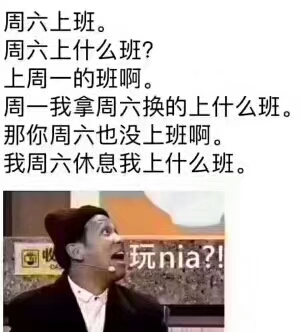 周六上班。
周六上什么班?
上周一的班啊。
周一我拿周六换的上什么班。
那你周六也没上班啊。
我周六休息我上什么班。
玩nia?!